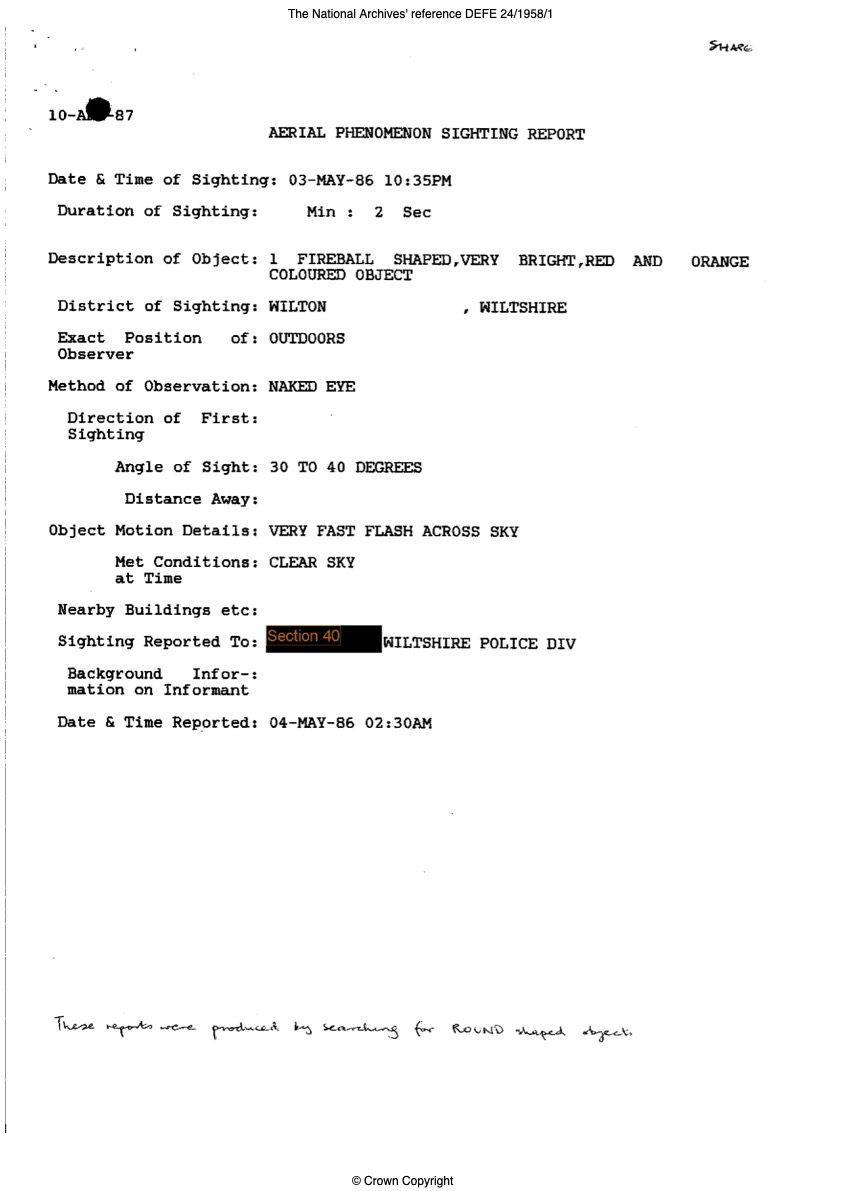 The National Archives' reference DEFE 24/1958/1
SHAPE
10-A -87
AERIAL PHENOMENON SIGHTING REPORT
Date & Time of Sighting: 03-MAY-86 10:35PM
Duration of Sighting: Min : 2 Sec
Description of Object: 1 FIREBALL SHAPED,VERY BRIGHT,RED AND ORANGE
COLOURED OBJECT
District of Sighting: WILTON , WILTSHIRE
Exact Position of: OUTDOORS
Observer
Method of Observation: NAKED EYE
Direction of First:
Sighting
Angle of Sight: 30 TO 40 DEGREES
Distance Away:
Object Motion Details: VERY FAST FLASH ACROSS SKY
Met Conditions: CLEAR SKY
at Time
Nearby Buildings etc:
Sighting Reported To: Section 40 WILTSHIRE POLICE DIV
Background Infor-:
mation on Informant
Date & Time Reported: 04-MAY-86 02:30AM
These reports were produced by searching for ROUND shaped objects.
© Crown Copyright